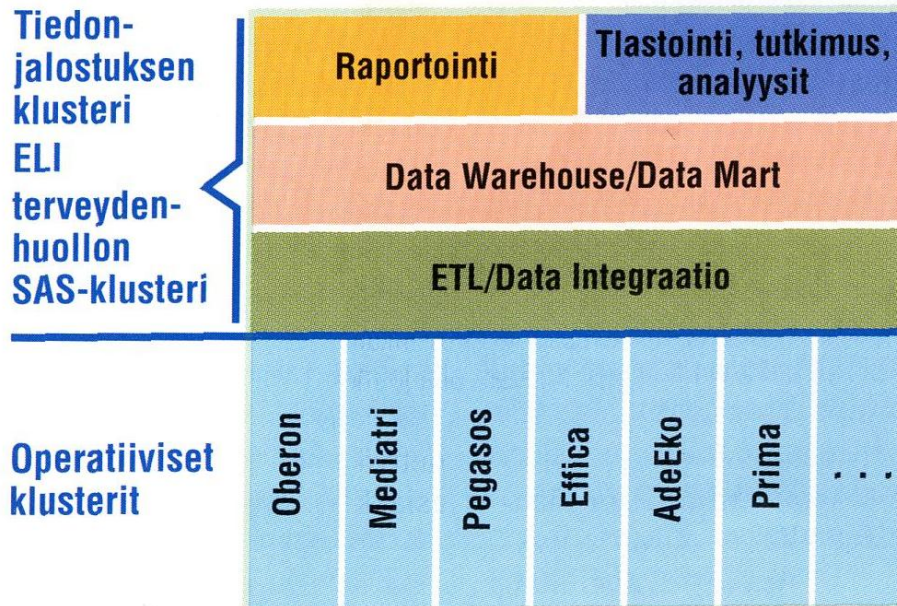 Tiedon-
jalostuksen
klusteri
ELI
terveyden-
huollon
SAS-klusteri
Raportointi
Tlastointi, tutkimus,
analyysit
Data Warehouse/Data Mart
ETL/Data Integraatio
Operatiiviset
klusterit
Oberon
Mediatri
Pegasos
Effica
AdeEko
Prima
. . .